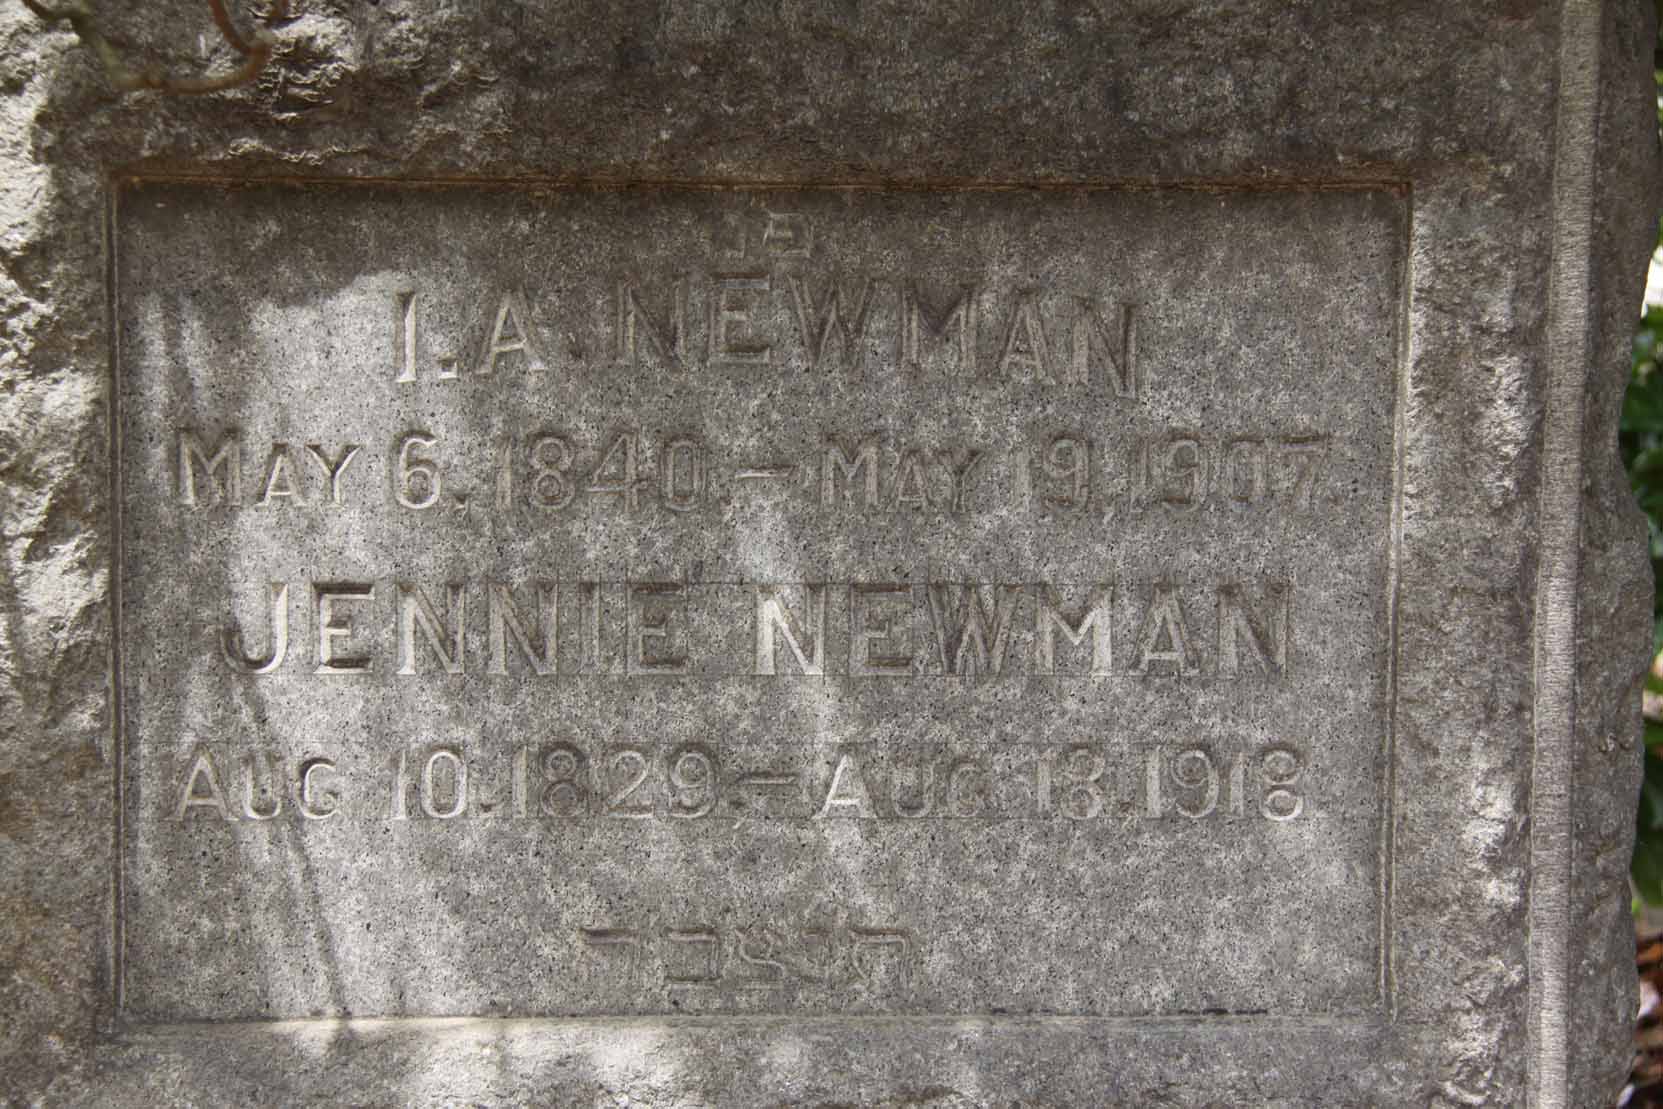 פנ
I.A. NEWMAN
MAY 6, 1840 – MAY 19, 1907.
JENNIE NEWMAN
AUG 10, 1829 – AUG 13, 1918
תנצבה